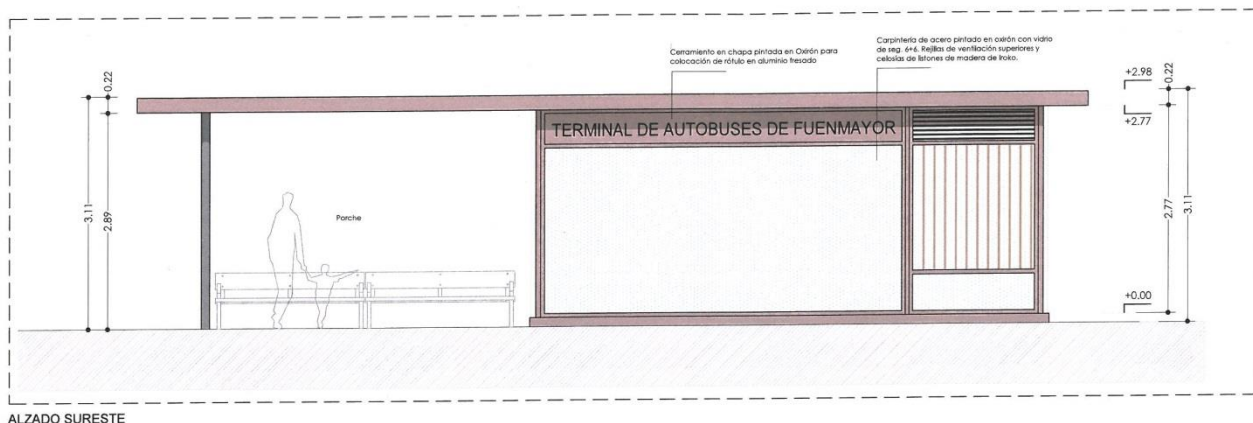 Cerramiento en chapa pintada en Oxirón para
colocación de rótulo en aluminio fresado
Carpintería de acero pintado en oxirón con vidrio
de seg. 6+6. Rejillas de ventilación superiores y
celosías de listones de madera de Iroko.
0.22
+2.98
0.22
+2.77
TERMINAL DE AUTOBUSES DE FUENMAYOR
3.11
2.89
Porche
2.77
3.11
+0.00
ALZADO SURESTE